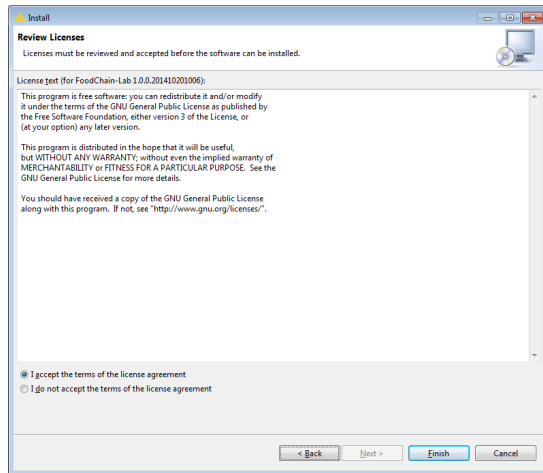 Install
Review Licenses
Licenses must be reviewed and accepted before the software can be installed.
License text (for FoodChain-Lab 1.0.0.201410201006):
This program is free software: you can redistribute it and/or modify
it under the terms of the GNU General Public License as published by
the Free Software Foundation, either version 3 of the License, or
(at your option) any later version.
This program is distributed in the hope that it will be useful,
but WITHOUT ANY WARRANTY; without even the implied warranty of
MERCHANTABILITY or FITNESS FOR A PARTICULAR PURPOSE.  See the
GNU General Public License for more details.
You should have received a copy of the GNU General Public License
along with this program.  If not, see "http://www.gnu.org/licenses/".
I accept the terms of the license agreement
I do not accept the terms of the license agreement
< Back
Next >
Finish
Cancel